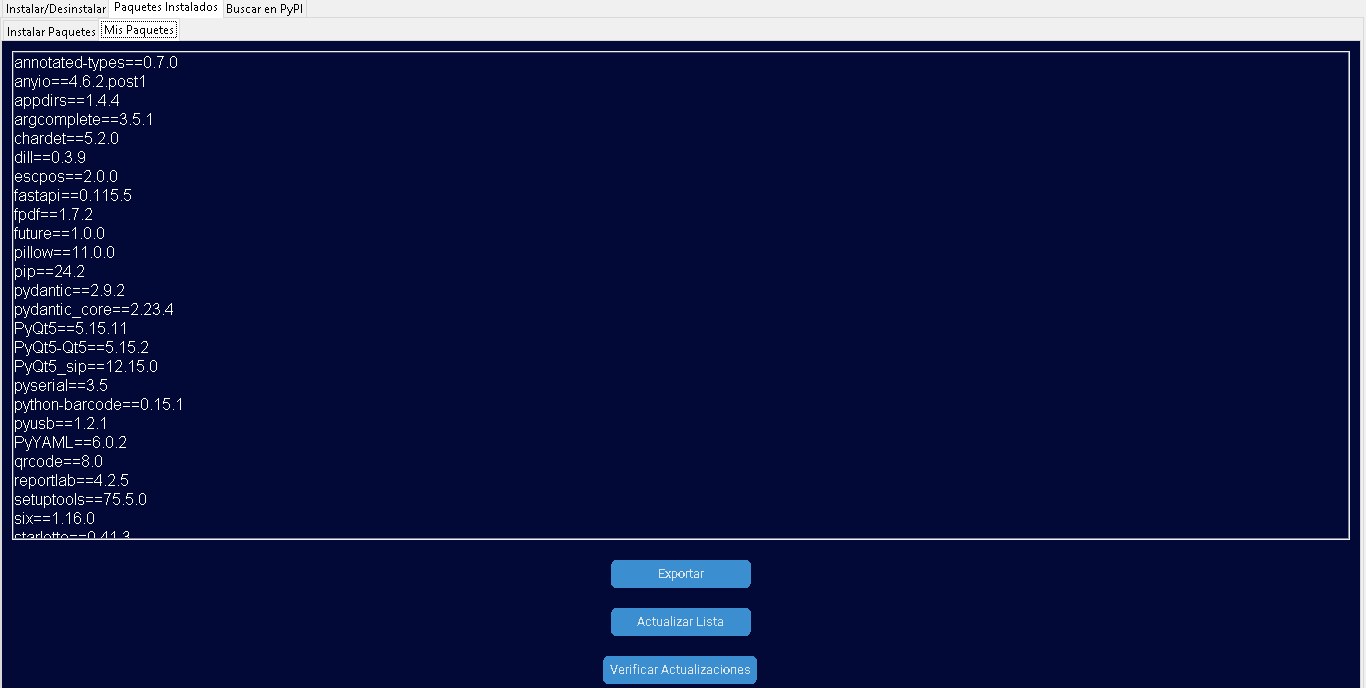 Instalar/Desinstalar Paquetes Instalados Buscar en PyPI
Instalar Paquetes Mis Paquetes
annotated-types==0.7.0
anyio==4.6.2.post1
appdirs==1.4.4
argcomplete==3.5.1
chardet==5.2.0
dill==0.3.9
escpos==2.0.0
fastapi==0.115.5
fpdf==1.7.2
future==1.0.0
pillow==11.0.0
pip==24.2
pydantic==2.9.2
pydantic_core==2.23.4
PyQt5==5.15.11
PyQt5-Qt5==5.15.2
PyQt5_sip==12.15.0
pyserial==3.5
python-barcode==0.15.1
pyusb==1.2.1
PyYAML==6.0.2
qrcode==8.0
reportlab==4.2.5
setuptools==75.5.0
six==1.16.0
starlette==0.41.3
Exportar
Actualizar Lista
Verificar Actualizaciones